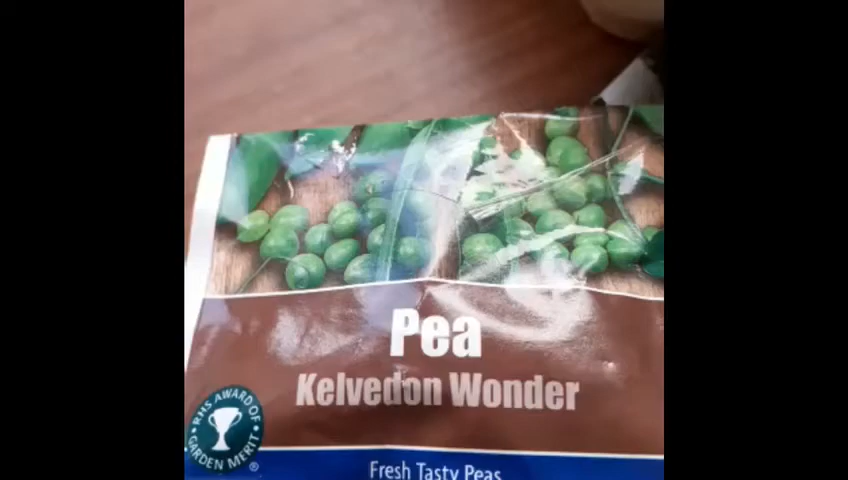 Pea
Kelvedon Wonder
RHS AWARD OF
GARDEN MERIT
®
Fresh Tasty Peas